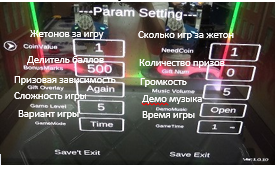 Param Setting...
Жетонов за игру
Сколько игр за жетон
CoinValue 1
NeedCoin 1
Делитель баллов
Количество призов
BonusMarks 500
Gift Num 0
Призовая зависимость
Громкость
Gift Overlay Again
Music Volume 5
Сложность игры
Демо музыка
Game Level 5
DemoMusic Open
Вариант игры
Время игры
GameMode Time
GameTime 1 ~
Save't Exit
Save Exit